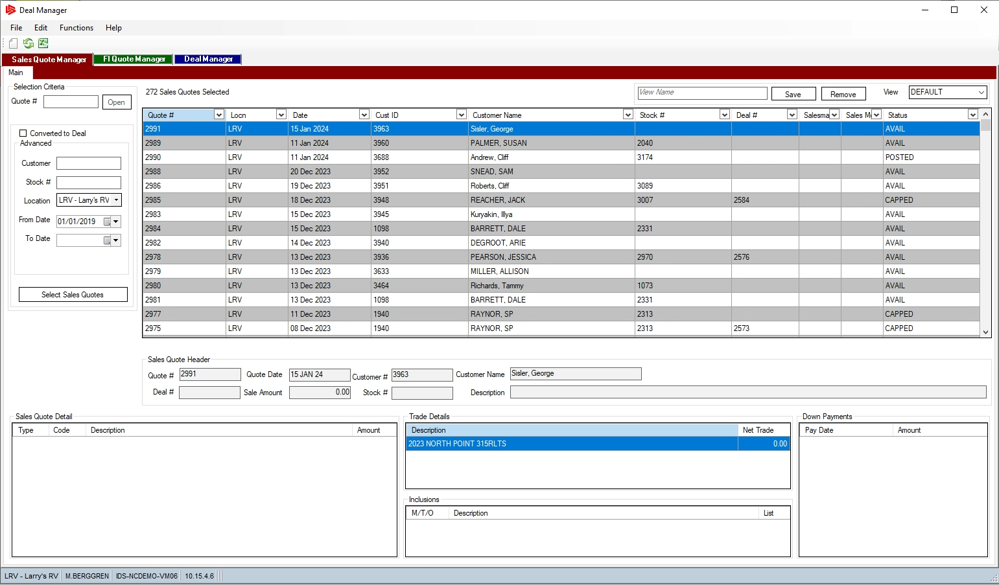 Deal Manager
File Edit Functions Help
Sales Quote Manager FI Quote Manager Deal Manager
Main
Selection Criteria
Quote # Open
Converted to Deal
Advanced
Customer
Stock #
Location LRV - Larry's RV
From Date 01/01/2019
To Date
Select Sales Quotes
272 Sales Quotes Selected View Name Save Remove View DEFAULT
Quote # Locn Date Cust ID Customer Name Stock # Deal # Salesma Sales M Status
2991 LRV 15 Jan 2024 3963 Sisler, George AVAIL
2989 LRV 11 Jan 2024 3960 PALMER, SUSAN 2040 AVAIL
2990 LRV 11 Jan 2024 3688 Andrew, Cliff 3174 POSTED
2988 LRV 20 Dec 2023 3952 SNEAD, SAM AVAIL
2986 LRV 19 Dec 2023 3951 Roberts, Cliff 3089 AVAIL
2985 LRV 18 Dec 2023 3948 REACHER, JACK 3007 2584 CAPPED
2983 LRV 15 Dec 2023 3945 Kuryakin, Illya AVAIL
2984 LRV 15 Dec 2023 1098 BARRETT, DALE 2331 AVAIL
2982 LRV 14 Dec 2023 3940 DEGROOT, ARIE AVAIL
2978 LRV 13 Dec 2023 3936 PEARSON, JESSICA 2970 2576 AVAIL
2979 LRV 13 Dec 2023 3633 MILLER, ALLISON AVAIL
2980 LRV 13 Dec 2023 3464 Richards, Tammy 1073 AVAIL
2981 LRV 13 Dec 2023 1098 BARRETT, DALE 2331 AVAIL
2977 LRV 11 Dec 2023 1940 RAYNOR, SP 2313 CAPPED
2975 LRV 08 Dec 2023 1940 RAYNOR, SP 2313 2573 CAPPED
Sales Quote Header
Quote # 2991 Quote Date 15 JAN 24 Customer # 3963 Customer Name Sisler, George
Deal # Sale Amount 0.00 Stock # Description
Sales Quote Detail
Type Code Description Amount
Trade Details
Description Net Trade
2023 NORTH POINT 315RLTS 0.00
Inclusions
M/T/O Description List
Down Payments
Pay Date Amount
LRV - Larry's RV M.BERGGREN IDS-NCDEMO-VM06 10.15.4.6